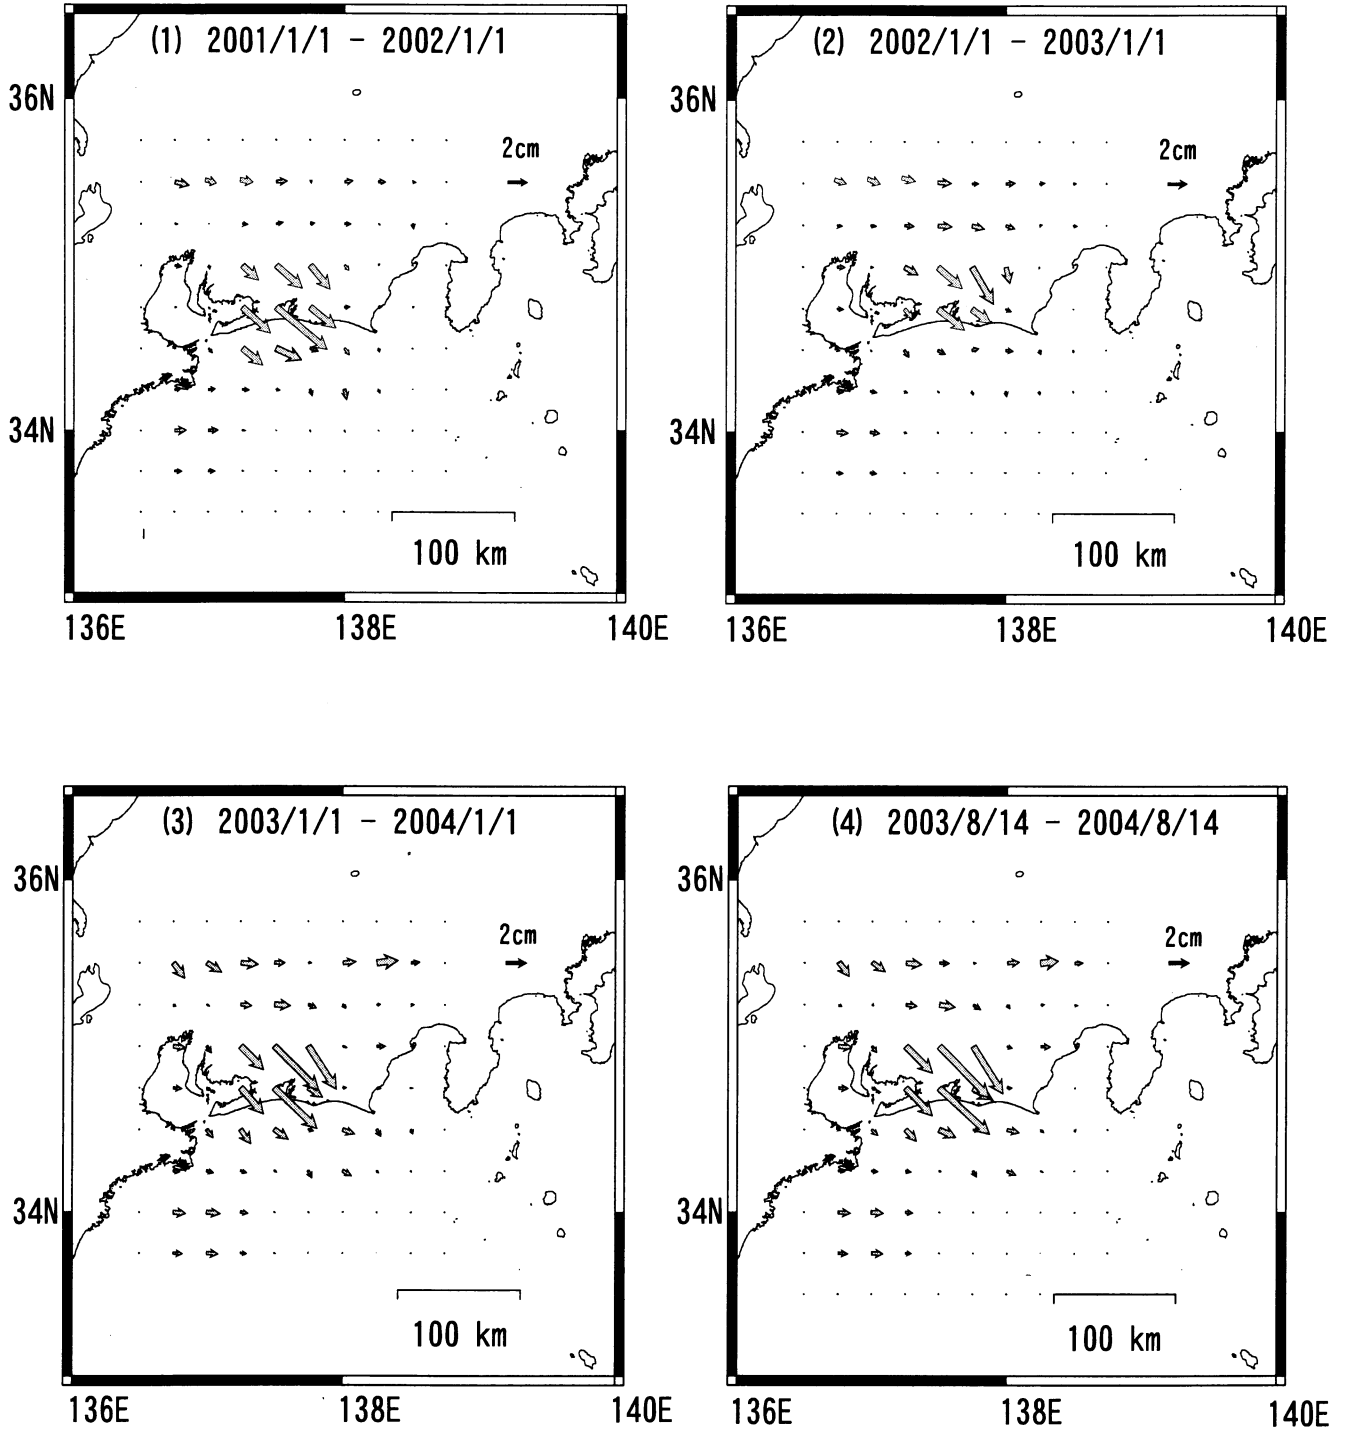 (1) 2001/1/1 – 2002/1/1
36N
2cm
34N
100 km
136E 138E 140E
(2) 2002/1/1 – 2003/1/1
36N
2cm
34N
100 km
136E 138E 140E
(3) 2003/1/1 – 2004/1/1
36N
2cm
34N
100 km
136E 138E 140E
(4) 2003/8/14 – 2004/8/14
36N
2cm
34N
100 km
136E 138E 140E